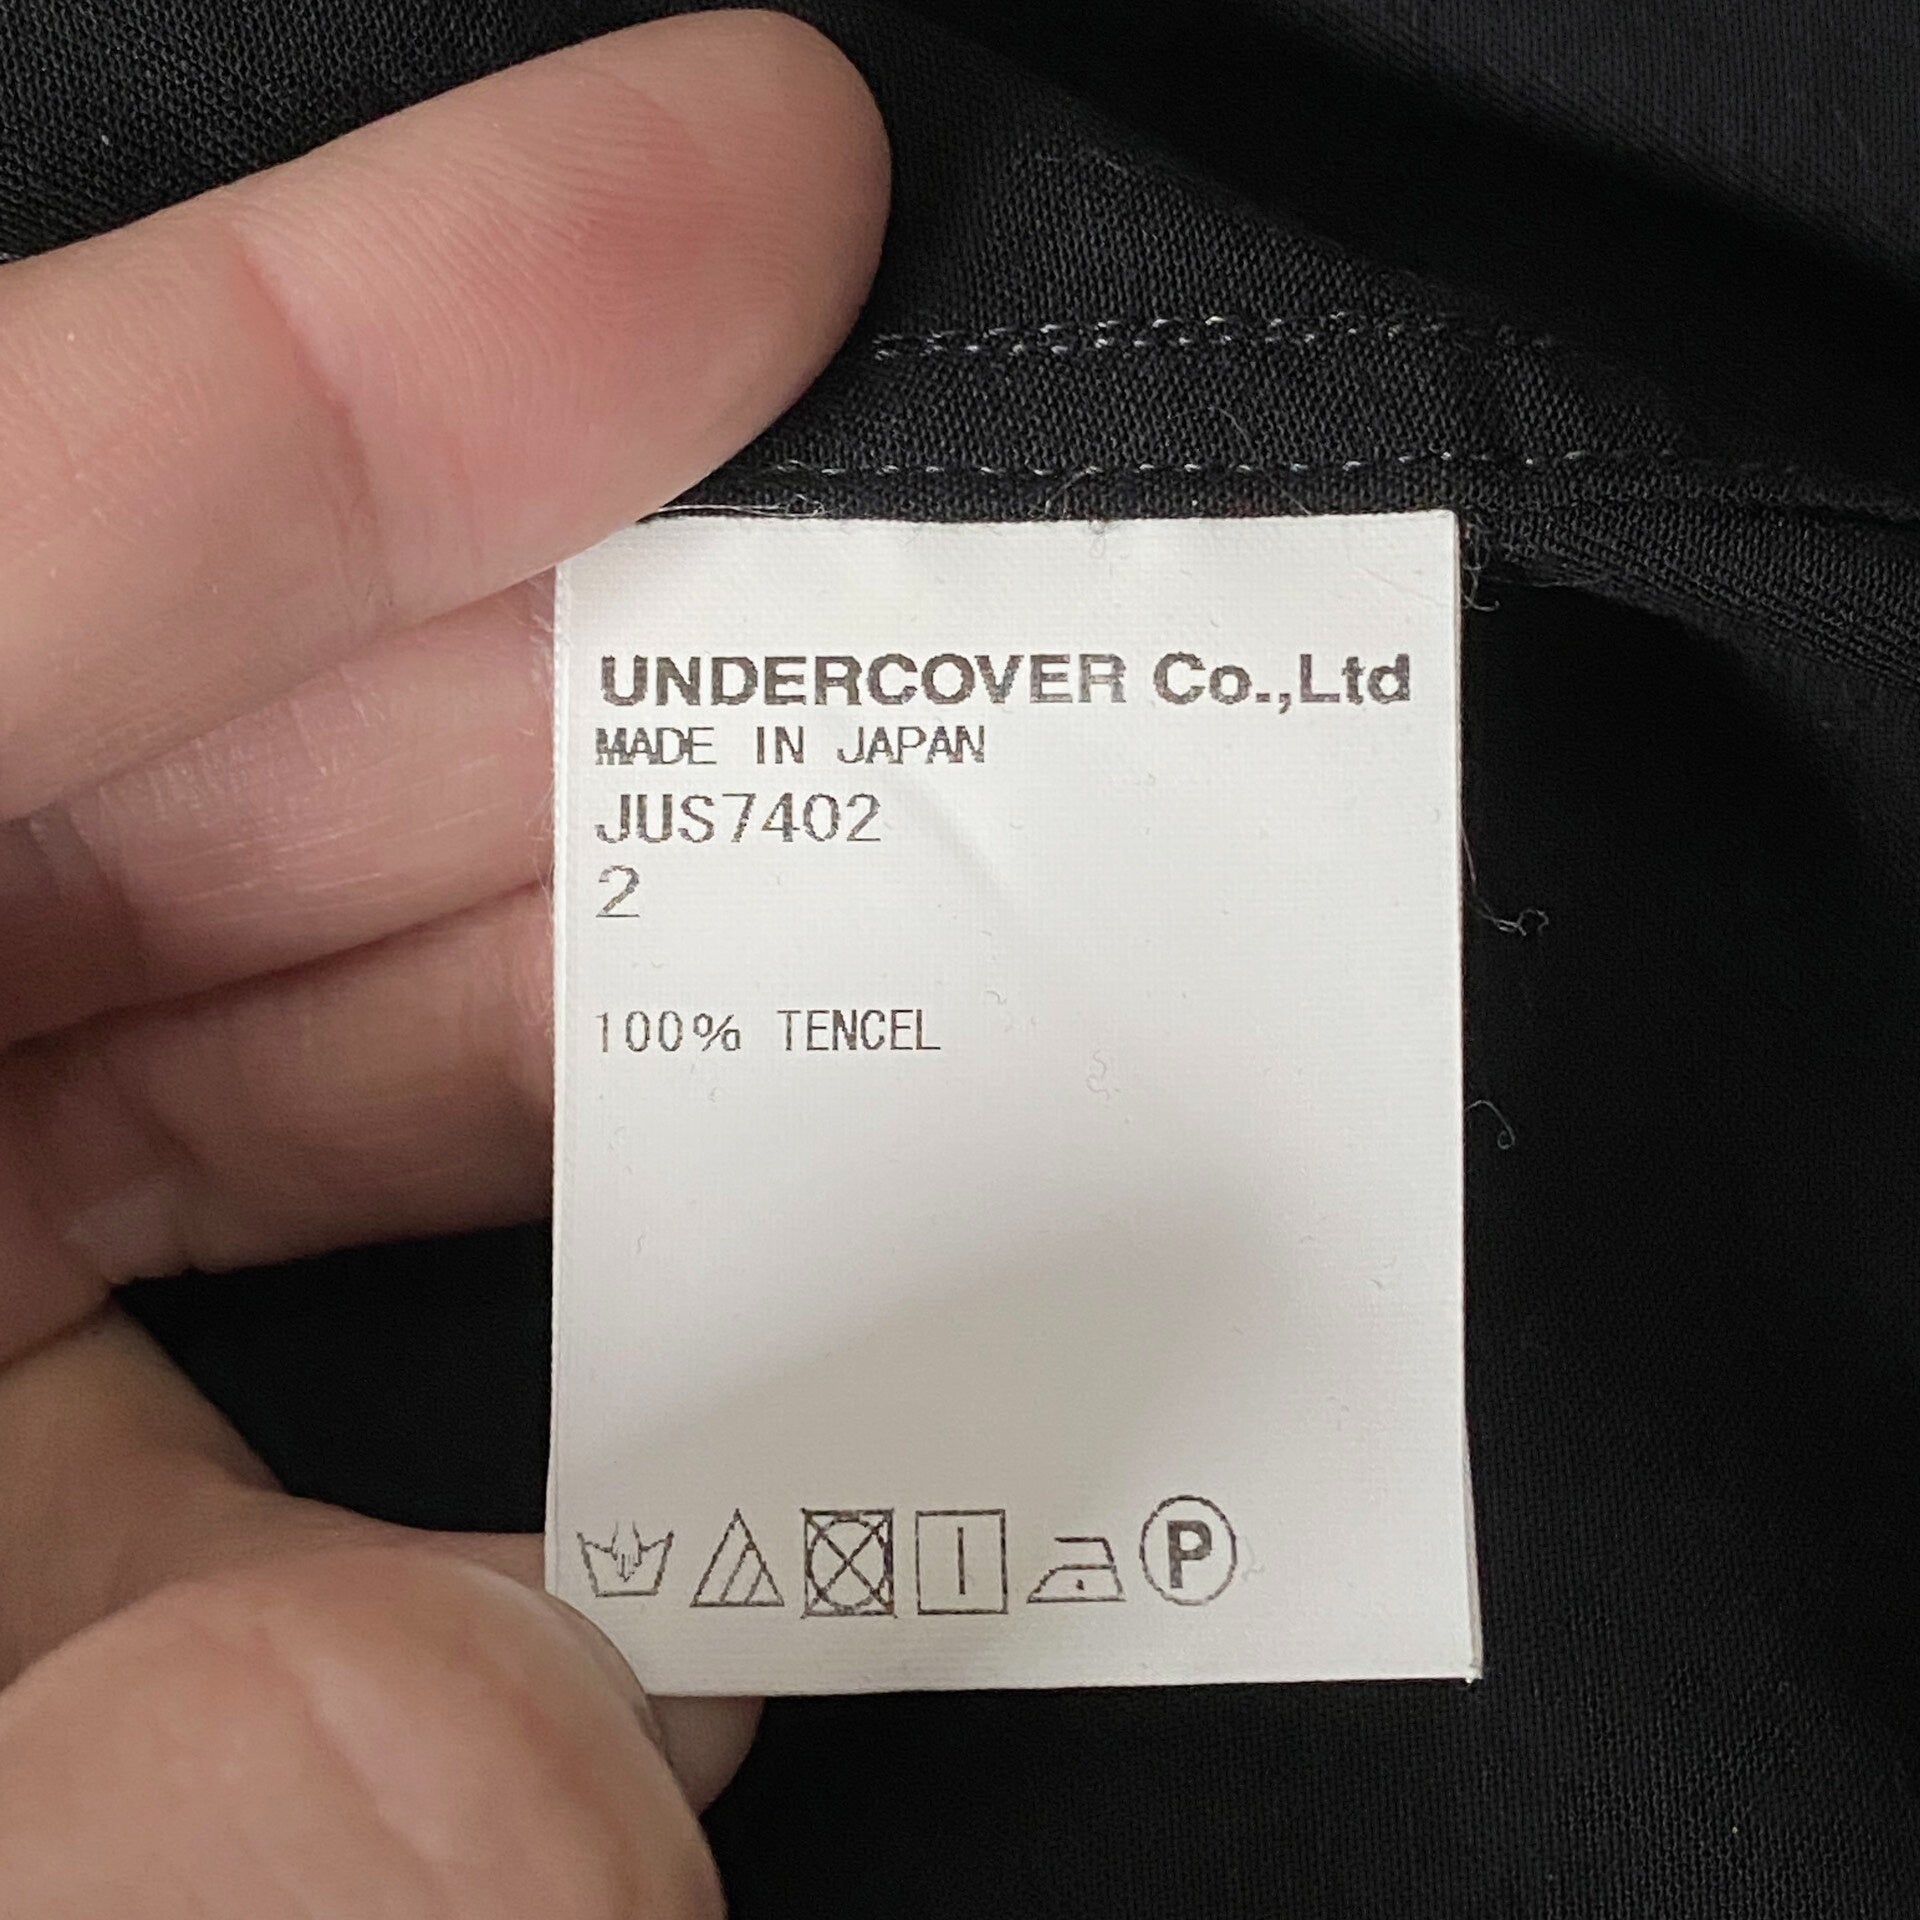 UNDERCOVER Co.,Ltd
MADE IN JAPAN
JUS7402
2
100% TENCEL
P